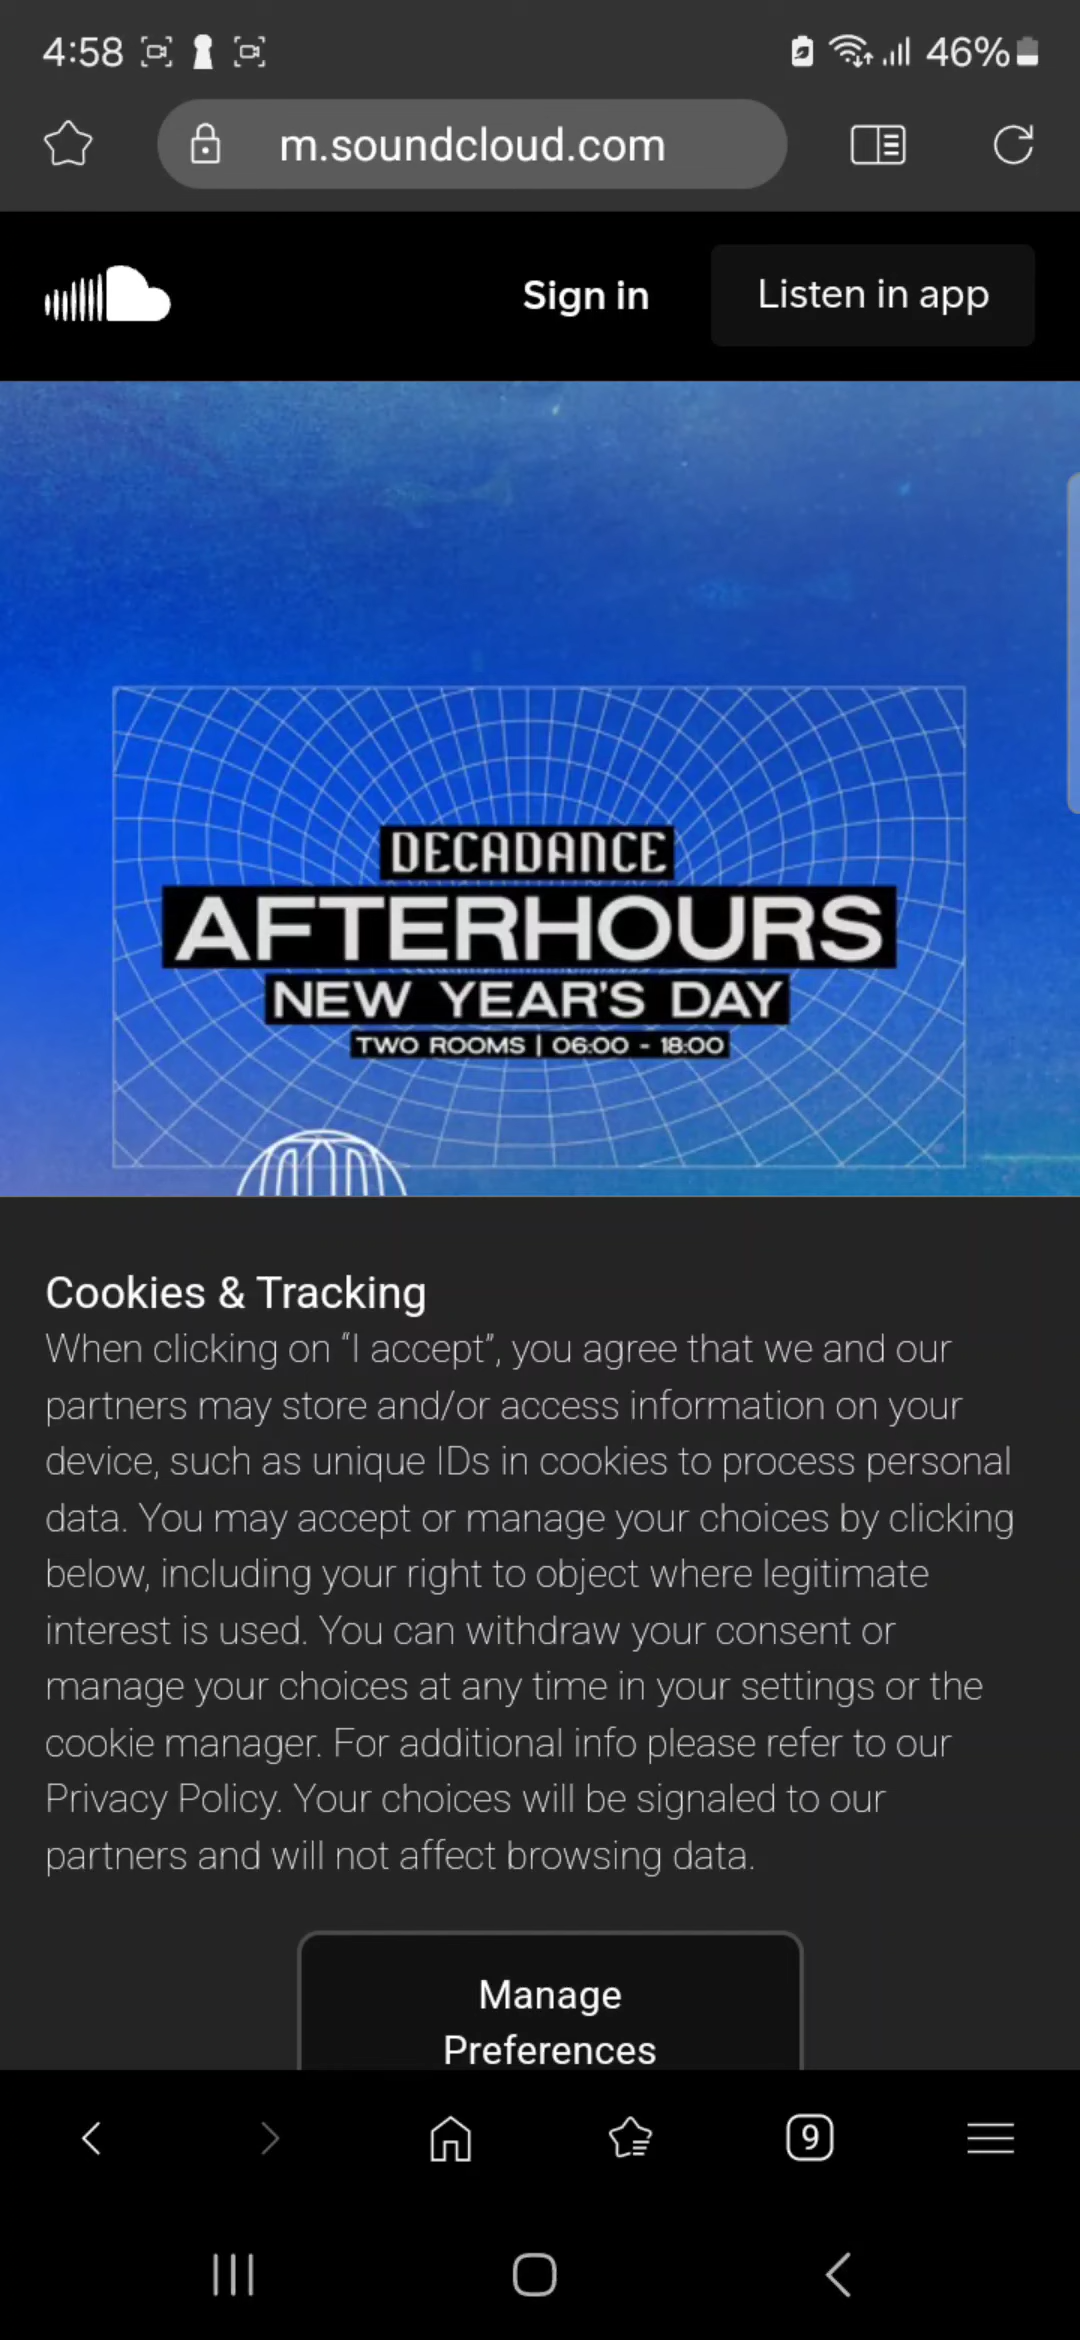 4:58
46%
m.soundcloud.com
Sign in
Listen in app
DECADANCE
AFTERHOURS
NEW YEAR'S DAY
TWO ROOMS | 06:00 - 18:00
Cookies & Tracking
When clicking on “I accept”, you agree that we and our
partners may store and/or access information on your
device, such as unique IDs in cookies to process personal
data. You may accept or manage your choices by clicking
below, including your right to object where legitimate
interest is used. You can withdraw your consent or
manage your choices at any time in your settings or the
cookie manager. For additional info please refer to our
Privacy Policy. Your choices will be signaled to our
partners and will not affect browsing data.
Manage
Preferences
9